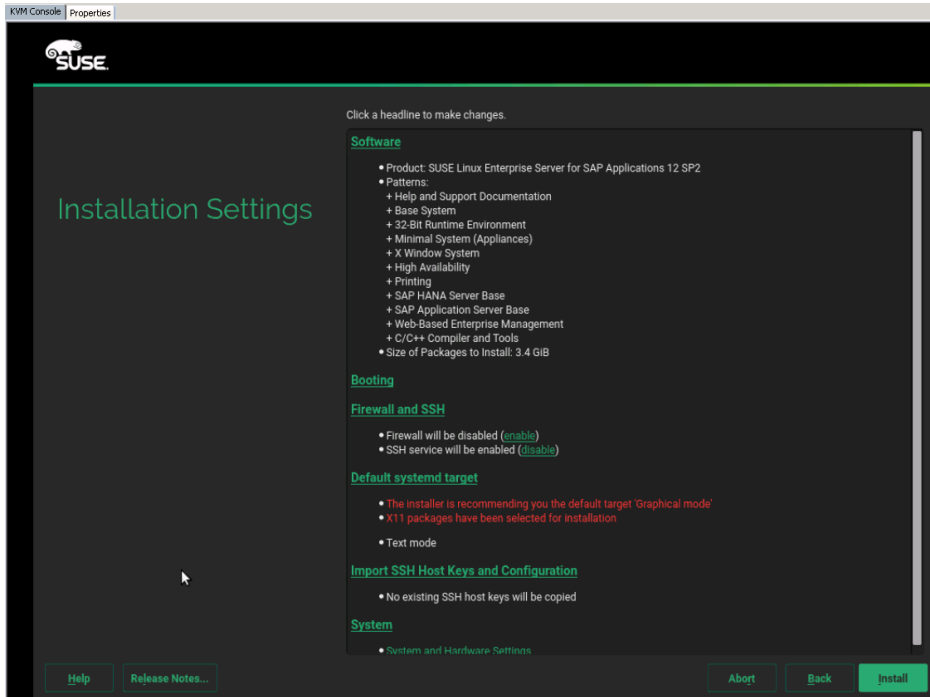 KVM Console Properties
SUSE.
Click a headline to make changes.
Installation Settings
Software
• Product: SUSE Linux Enterprise Server for SAP Applications 12 SP2
• Patterns:
+ Help and Support Documentation
+ Base System
+ 32-Bit Runtime Environment
+ Minimal System (Appliances)
+ X Window System
+ High Availability
+ Printing
+ SAP HANA Server Base
+ SAP Application Server Base
+ Web-Based Enterprise Management
+ C/C++ Compiler and Tools
• Size of Packages to Install: 3.4 GiB
Booting
Firewall and SSH
• Firewall will be disabled (enable)
• SSH service will be enabled (disable)
Default systemd target
• The installer is recommending you the default target 'Graphical mode'
• X11 packages have been selected for installation
• Text mode
Import SSH Host Keys and Configuration
• No existing SSH host keys will be copied
System
• System and Hardware Settings
Help Release Notes... Abort Back Install